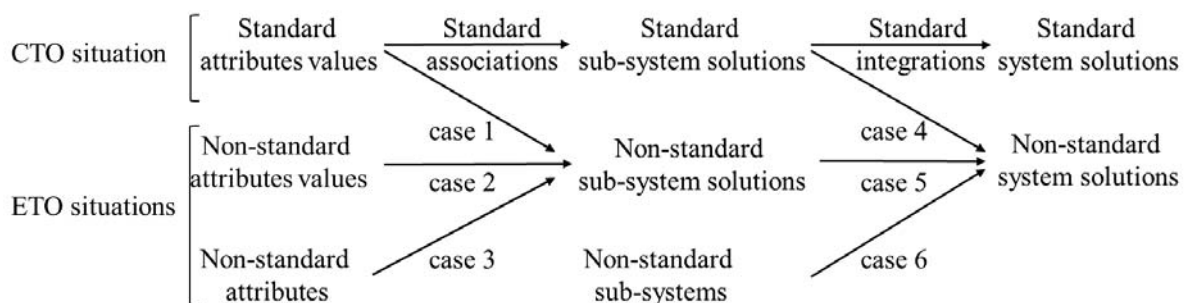 CTO situation
Standard
attributes values
Standard
associations
Standard
sub-system solutions
Standard
integrations
Standard
system solutions
case 1
case 4
ETO situations
Non-standard
attributes values
case 2
Non-standard
sub-system solutions
case 5
Non-standard
system solutions
Non-standard
attributes
case 3
Non-standard
sub-systems
case 6